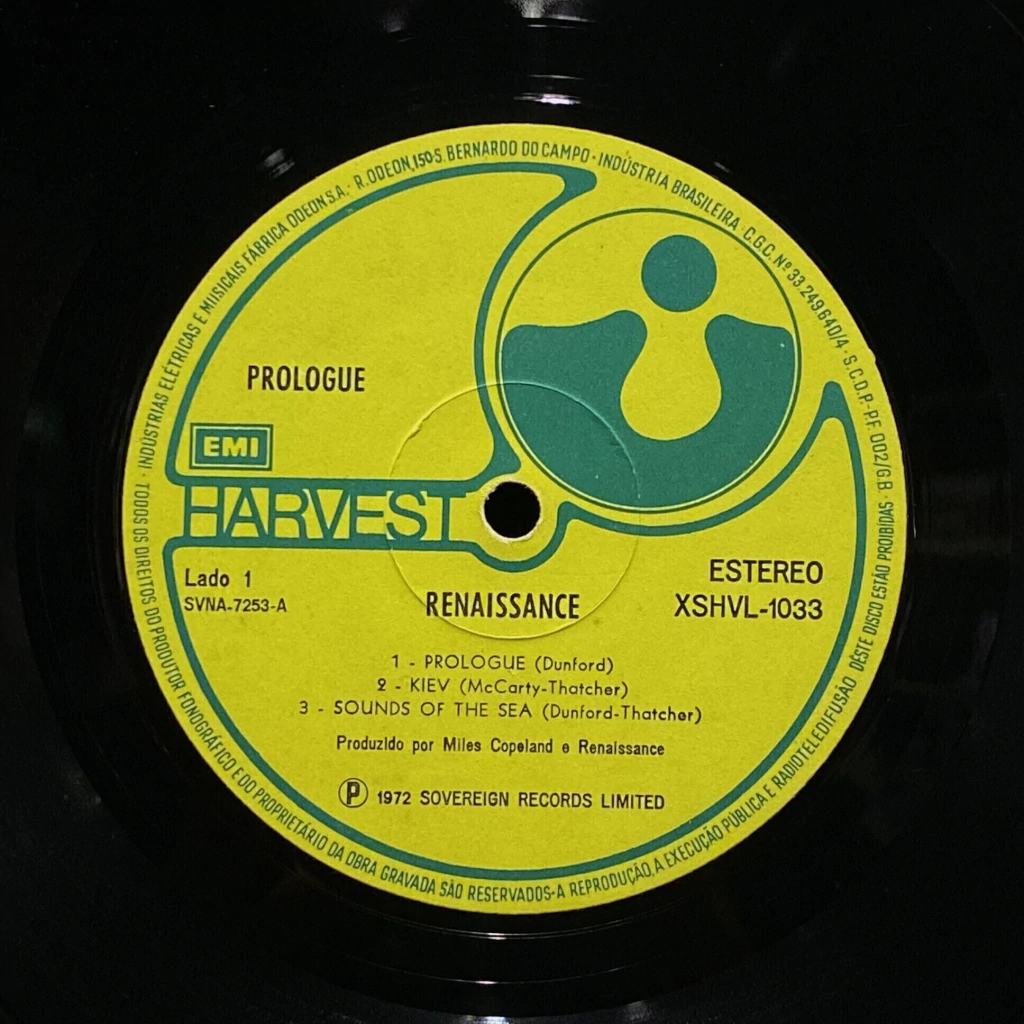 INDÚSTRIAS ELÉTRICAS E MUSICAIS FÁBRICA ODEON S.A. · R. ODEON, 150 S. BERNARDO DO CAMPO · INDÚSTRIA BRASILEIRA · C.G.C. Nº 33.249.640/4 · S.C.D.P.-P.F. 002/G.B ·
PROLOGUE
EMI
HARVEST
Lado 1
SVNA-7253-A
ESTEREO
XSHVL-1033
RENAISSANCE
1 - PROLOGUE (Dunford)
2 - KIEV (McCarty-Thatcher)
3 - SOUNDS OF THE SEA (Dunford-Thatcher)
Produzido por Miles Copeland e Renaissance
Ⓟ 1972 SOVEREIGN RECORDS LIMITED
· TODOS OS DIREITOS DO PRODUTOR FONOGRÁFICO E DO PROPRIETÁRIO DA OBRA GRAVADA SÃO RESERVADOS · A REPRODUÇÃO, A EXECUÇÃO PÚBLICA E RADIOTELEDIFUSÃO DÊSTE DISCO ESTÃO PROIBIDAS